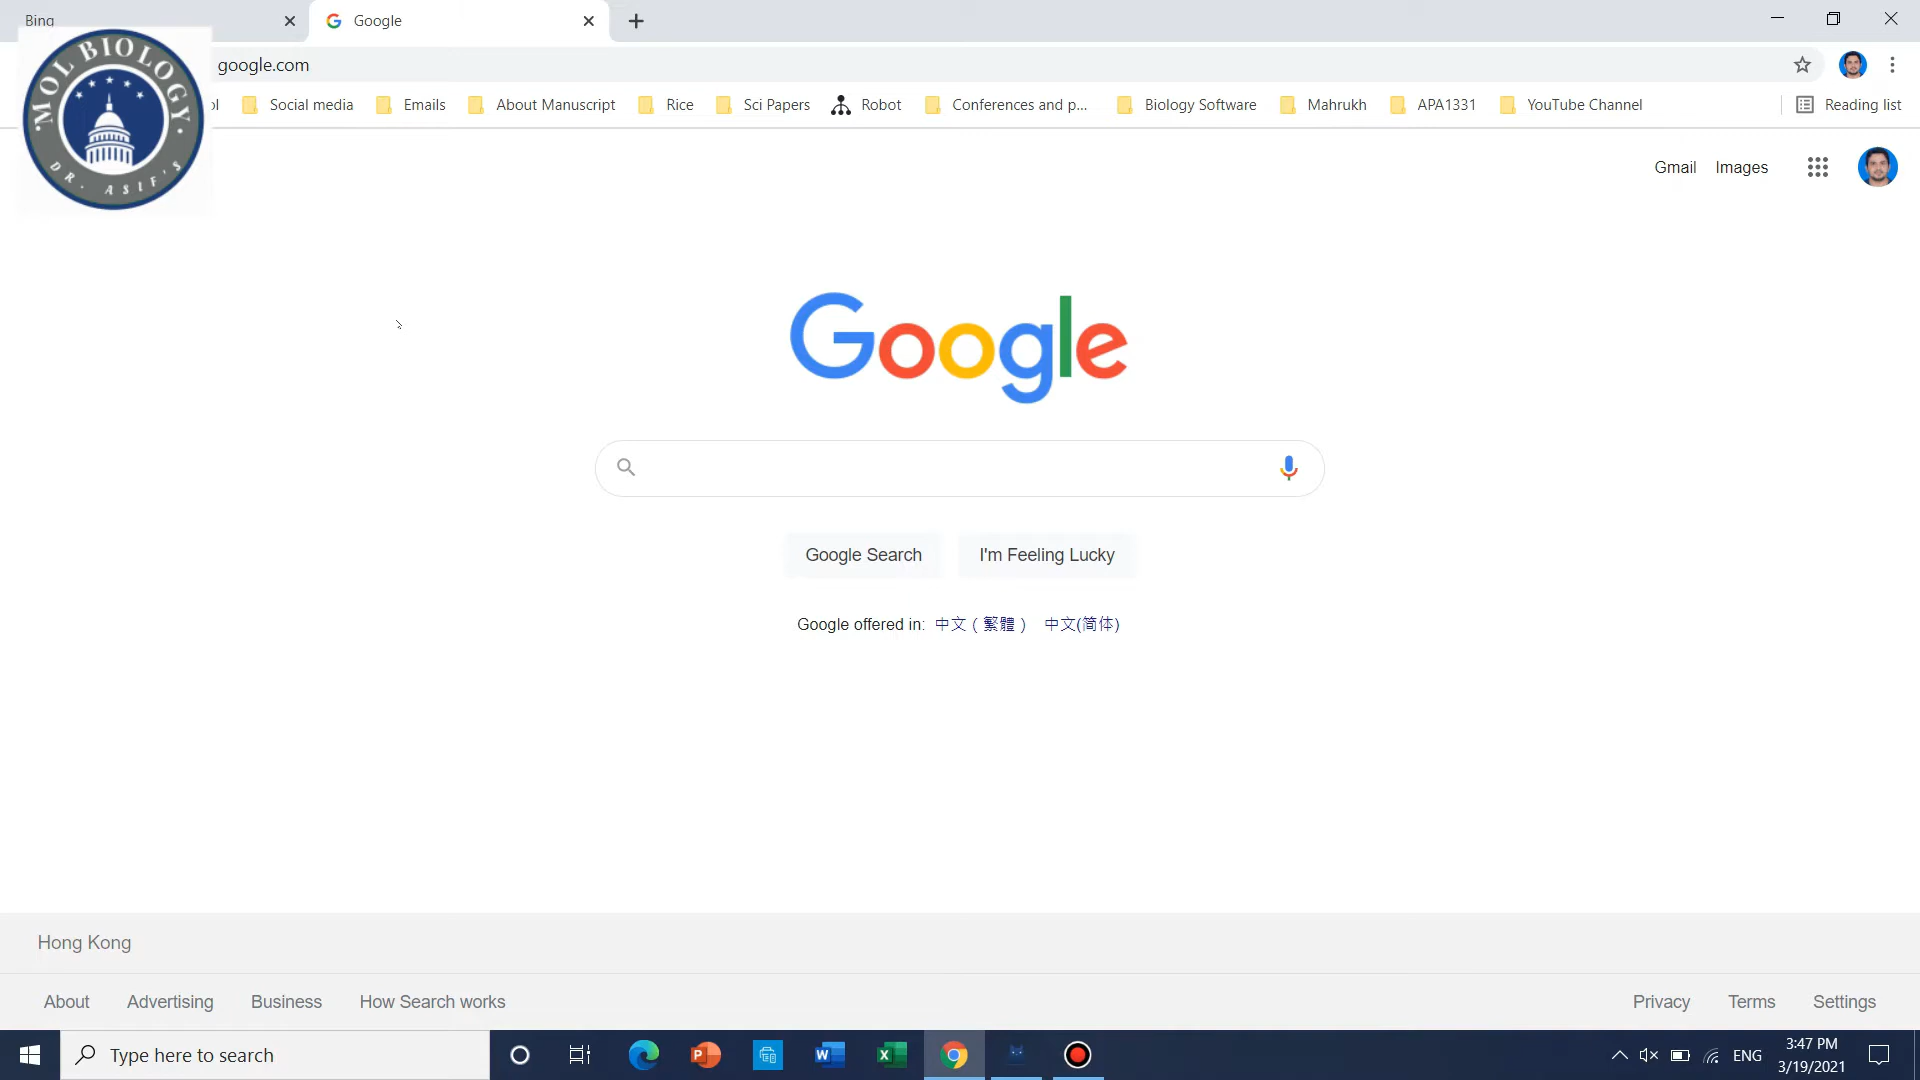 Bing
Google
MOL BIOLOGY
DR. ASIF'S
google.com
Social media
Emails
About Manuscript
Rice
Sci Papers
Robot
Conferences and p...
Biology Software
Mahrukh
APA1331
YouTube Channel
Reading list
Gmail Images
Google
Google Search
I'm Feeling Lucky
Google offered in: 中文（繁體） 中文(简体)
Hong Kong
About Advertising Business How Search works
Privacy Terms Settings
Type here to search
ENG
3:47 PM
3/19/2021